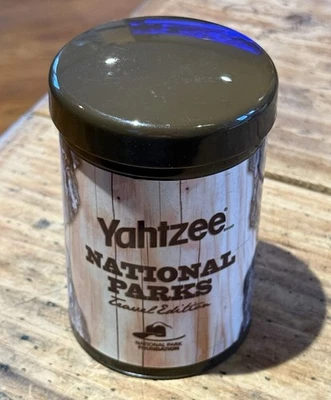 Yahtzee
NATIONAL
PARKS
Travel Edition
NATIONAL PARK
FOUNDATION